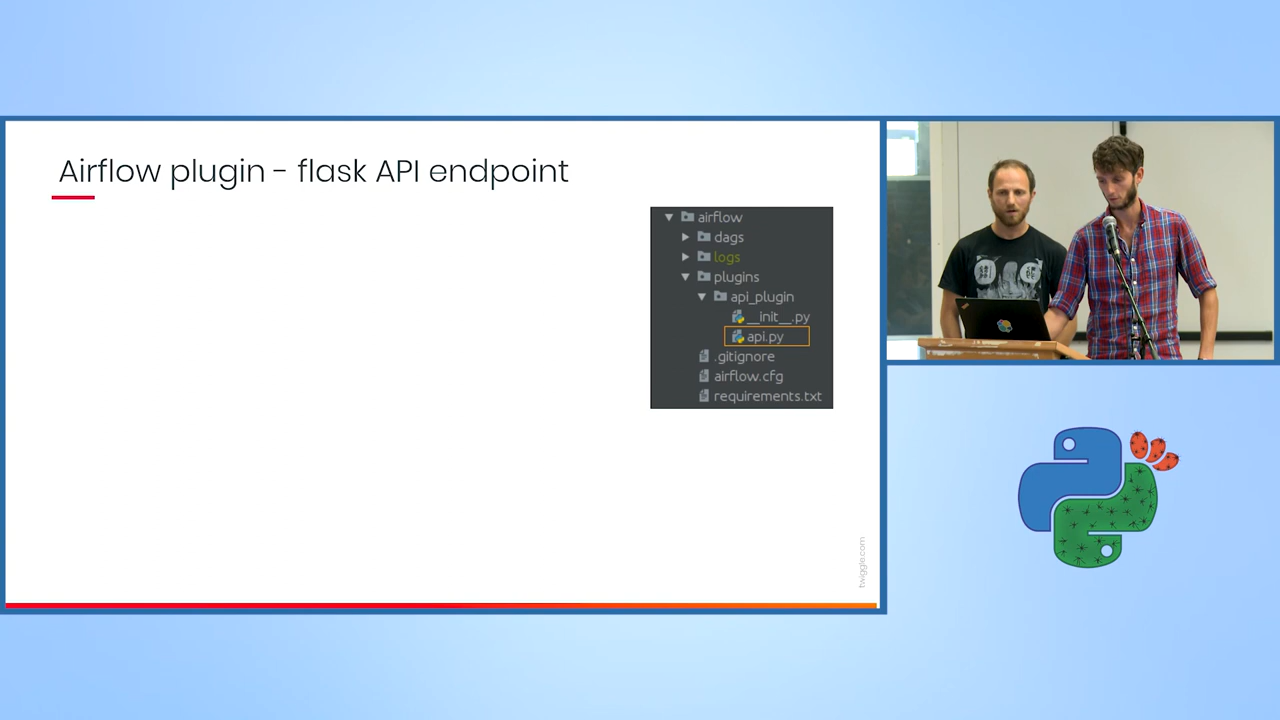 Airflow plugin - flask API endpoint
airflow
dags
logs
plugins
api_plugin
__init__.py
api.py
.gitignore
airflow.cfg
requirements.txt
twiggle.com